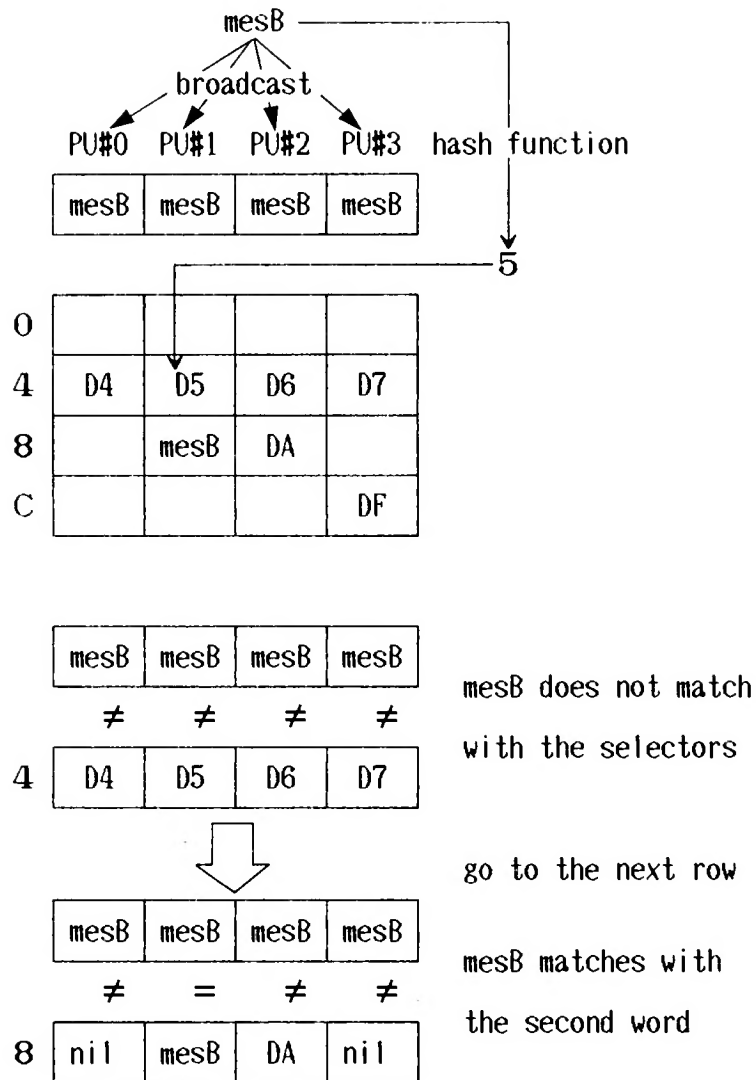 mesB
broadcast
PU#0 PU#1 PU#2 PU#3 hash function
mesB mesB mesB mesB
5
0
4 D4 D5 D6 D7
8 mesB DA
C DF
mesB mesB mesB mesB
mesB does not match
≠ ≠ ≠ ≠
with the selectors
4 D4 D5 D6 D7
go to the next row
mesB mesB mesB mesB
mesB matches with
≠ = ≠ ≠
the second word
8 nil mesB DA nil